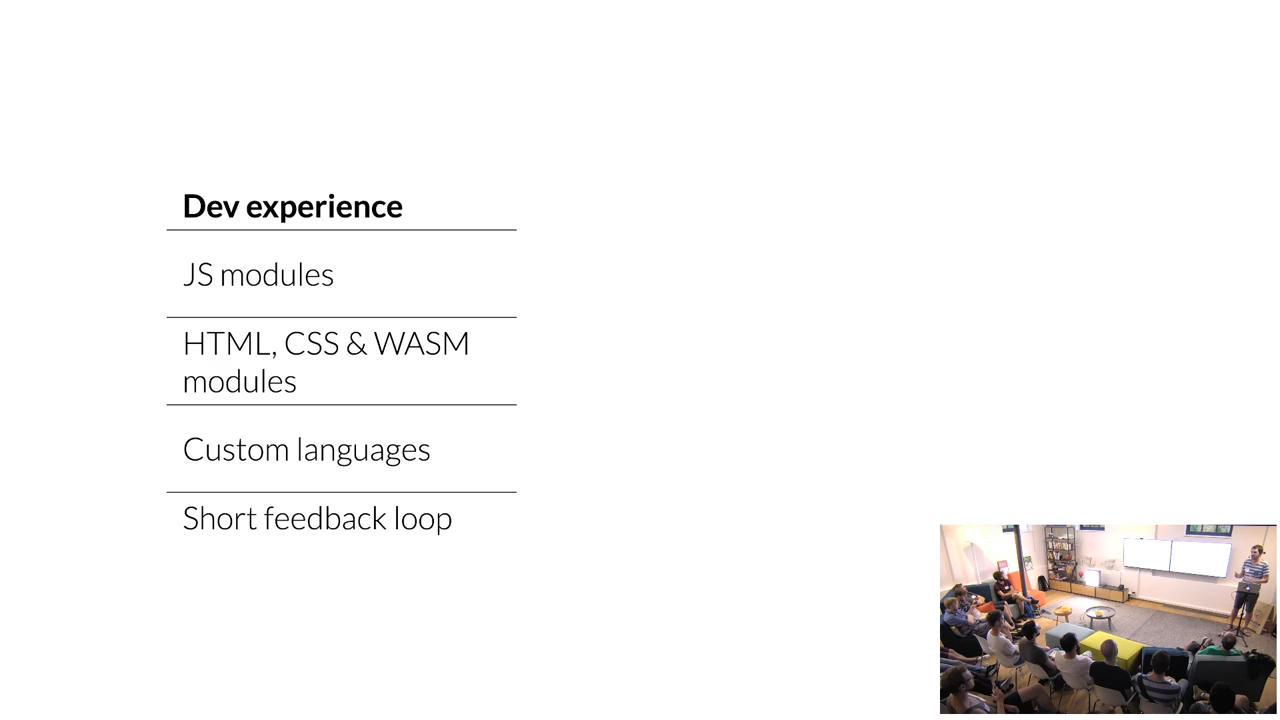 Dev experience
JS modules
HTML, CSS & WASM
modules
Custom languages
Short feedback loop